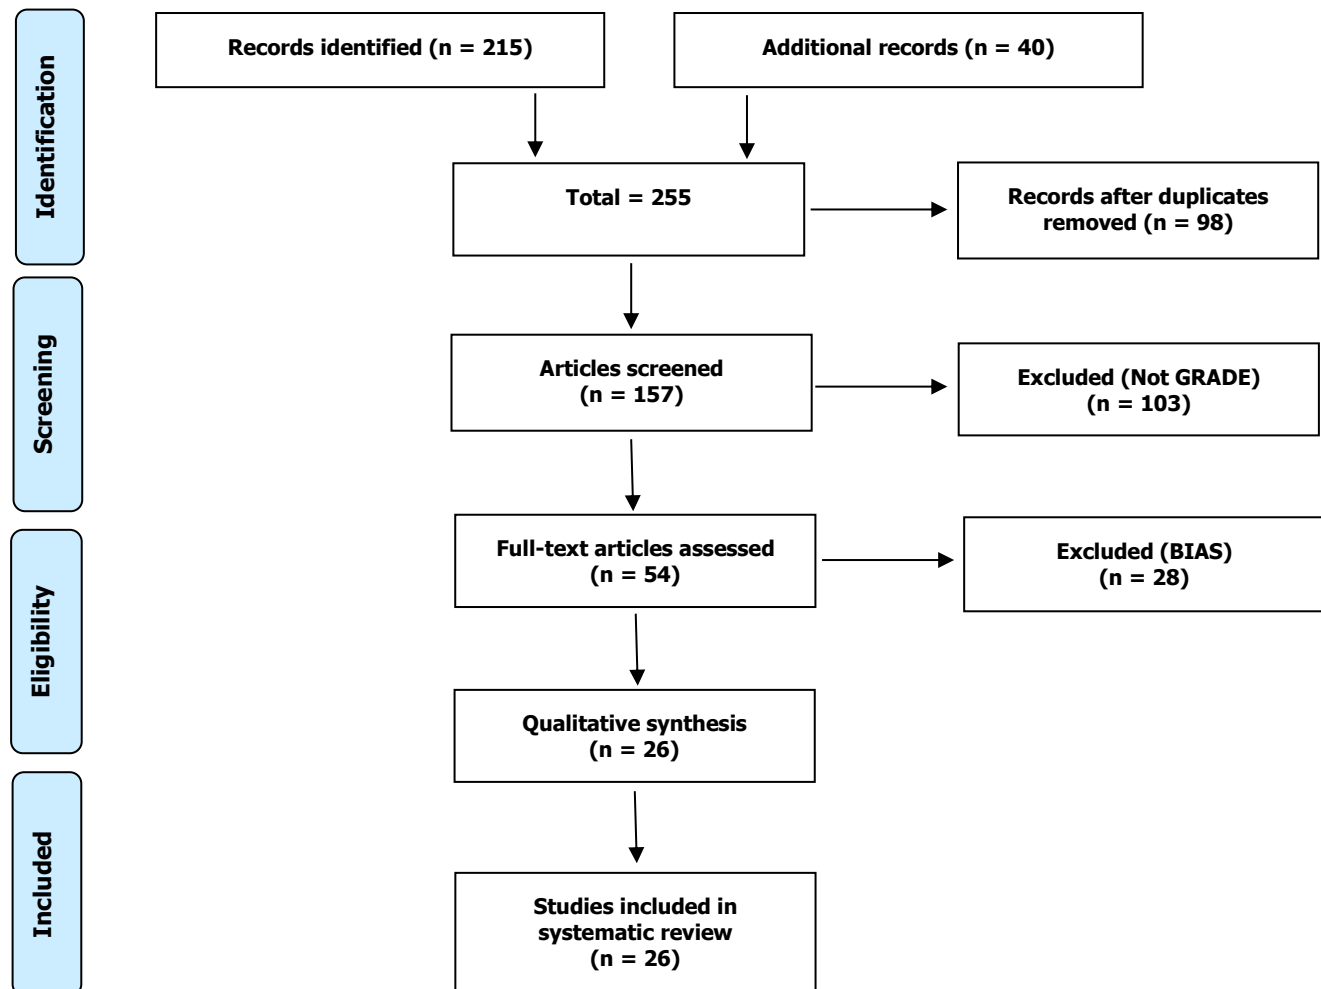 Identification
Records identified (n = 215)
Additional records (n = 40)
Total = 255
Records after duplicates
removed (n = 98)
Screening
Articles screened
(n = 157)
Excluded (Not GRADE)
(n = 103)
Eligibility
Full-text articles assessed
(n = 54)
Excluded (BIAS)
(n = 28)
Qualitative synthesis
(n = 26)
Included
Studies included in
systematic review
(n = 26)